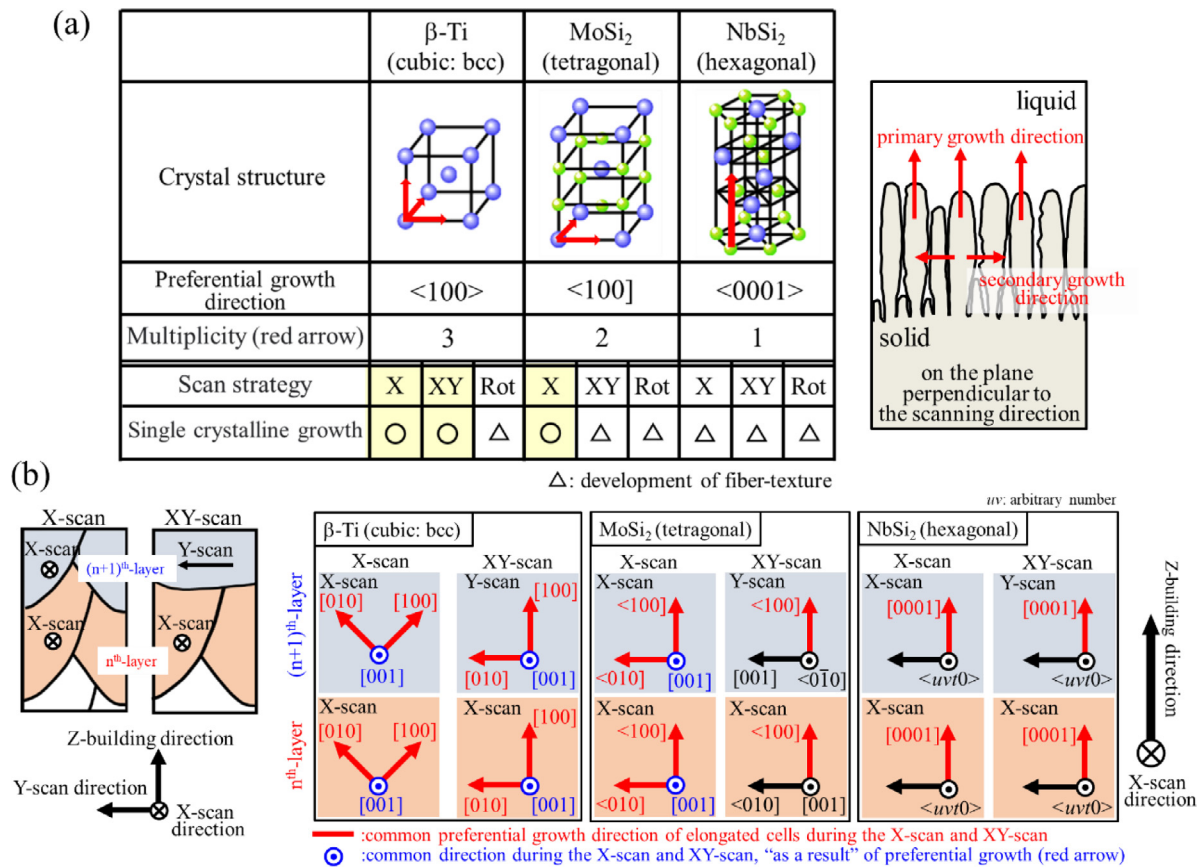 (a)
β-Ti
(cubic: bcc)
MoSi2
(tetragonal)
NbSi2
(hexagonal)
Crystal structure
Preferential growth
direction
<100>
<100]
<0001>
Multiplicity (red arrow)
3
2
1
Scan strategy
X
XY
Rot
X
XY
Rot
X
XY
Rot
Single crystalline growth
○
○
△
○
△
△
△
△
△
△: development of fiber-texture
liquid
primary growth
direction
secondary growth
direction
solid
on the plane
perpendicular to
the scanning direction
(b)
X-scan
XY-scan
X-scan
Y-scan
(n+1)th-layer
X-scan
X-scan
nth-layer
Z-building direction
Y-scan direction
X-scan
direction
uv: arbitrary number
(n+1)th-layer
nth-layer
β-Ti (cubic: bcc)
X-scan
XY-scan
X-scan
[010]
[100]
[001]
Y-scan
[100]
[010]
[001]
X-scan
[010]
[100]
[001]
X-scan
[100]
[010]
[001]
MoSi2 (tetragonal)
X-scan
XY-scan
X-scan
<100]
<010]
[001]
Y-scan
<100]
[001]
<01̄0]
X-scan
<100]
<010]
[001]
X-scan
<100]
<010]
[001]
NbSi2 (hexagonal)
X-scan
XY-scan
X-scan
[0001]
<uvt0>
Y-scan
[0001]
<uvt0>
X-scan
[0001]
<uvt0>
X-scan
[0001]
<uvt0>
Z-building direction
X-scan
direction
:common preferential growth direction of elongated cells during the X-scan and XY-scan
:common direction during the X-scan and XY-scan, “as a result” of preferential growth (red arrow)